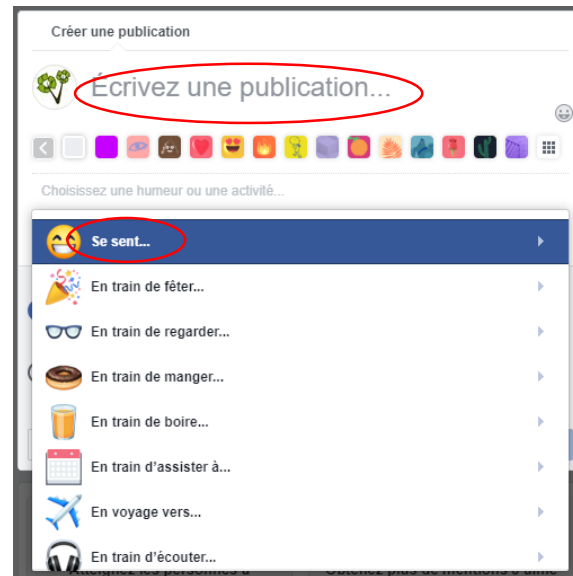 Créer une publication
Écrivez une publication...
Choisissez une humeur ou une activité...
Se sent...
En train de fêter...
En train de regarder...
En train de manger...
En train de boire...
En train d'assister à...
En voyage vers...
En train d'écouter...